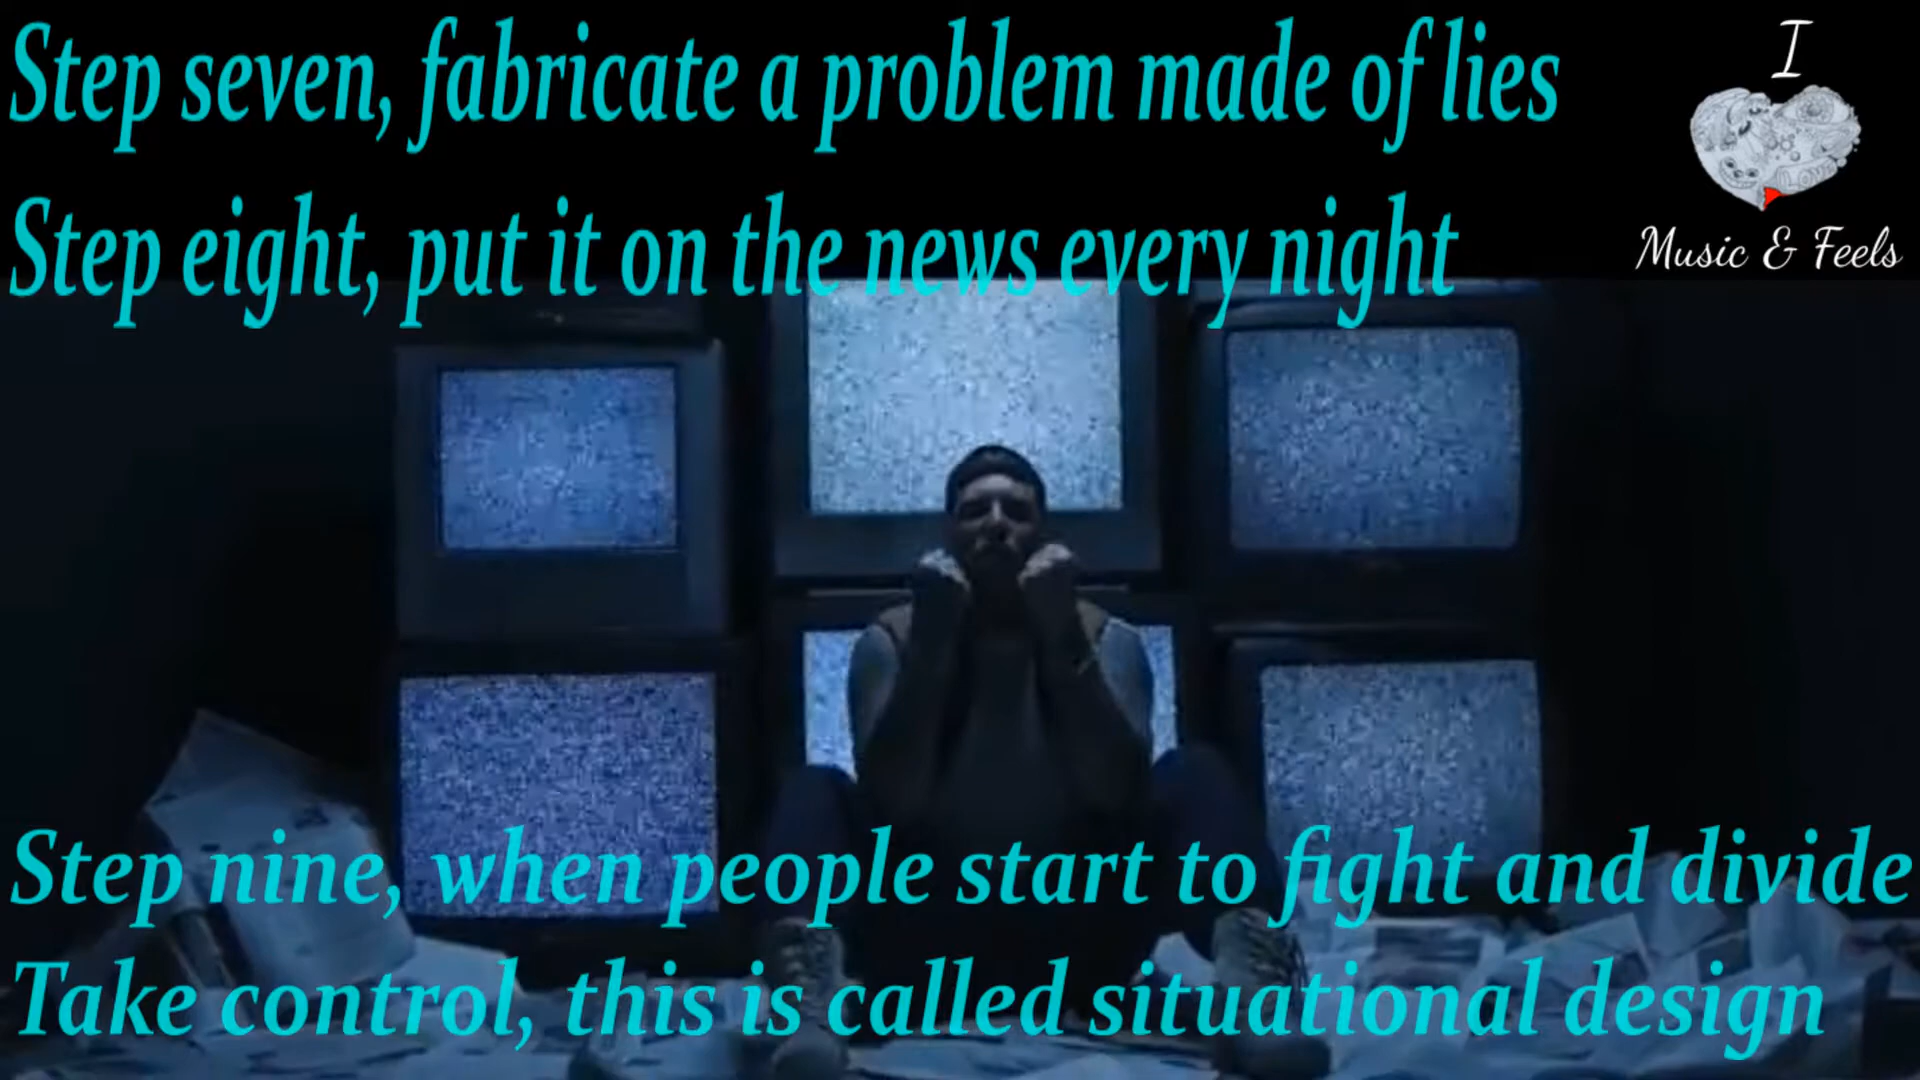 Step seven, fabricate a problem made of lies
Step eight, put it on the news every night
I
LOVE
Music & Feels
Step nine, when people start to fight and divide
Take control, this is called situational design